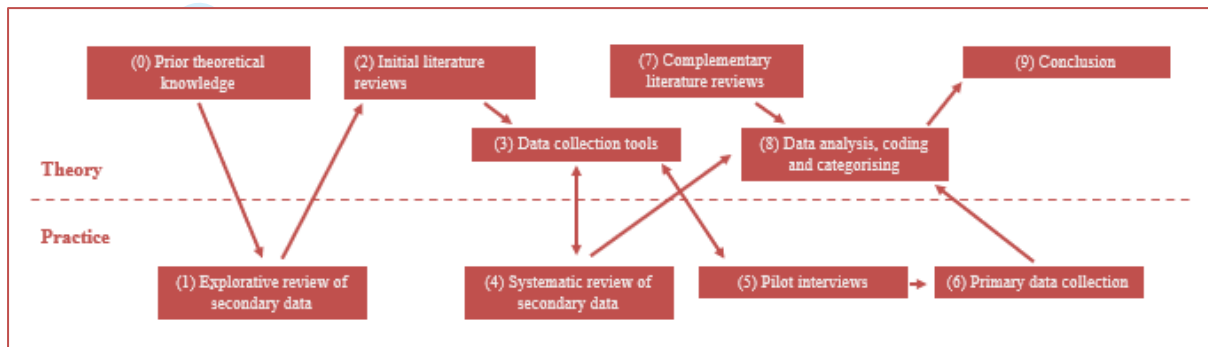 (0) Prior theoretical
knowledge
(2) Initial literature
reviews
(7) Complementary
literature reviews
(9) Conclusion
(3) Data collection tools
(8) Data analysis, coding
and categorising
Theory
Practice
(1) Explorative review of
secondary data
(4) Systematic review of
secondary data
(5) Pilot interviews
(6) Primary data collection